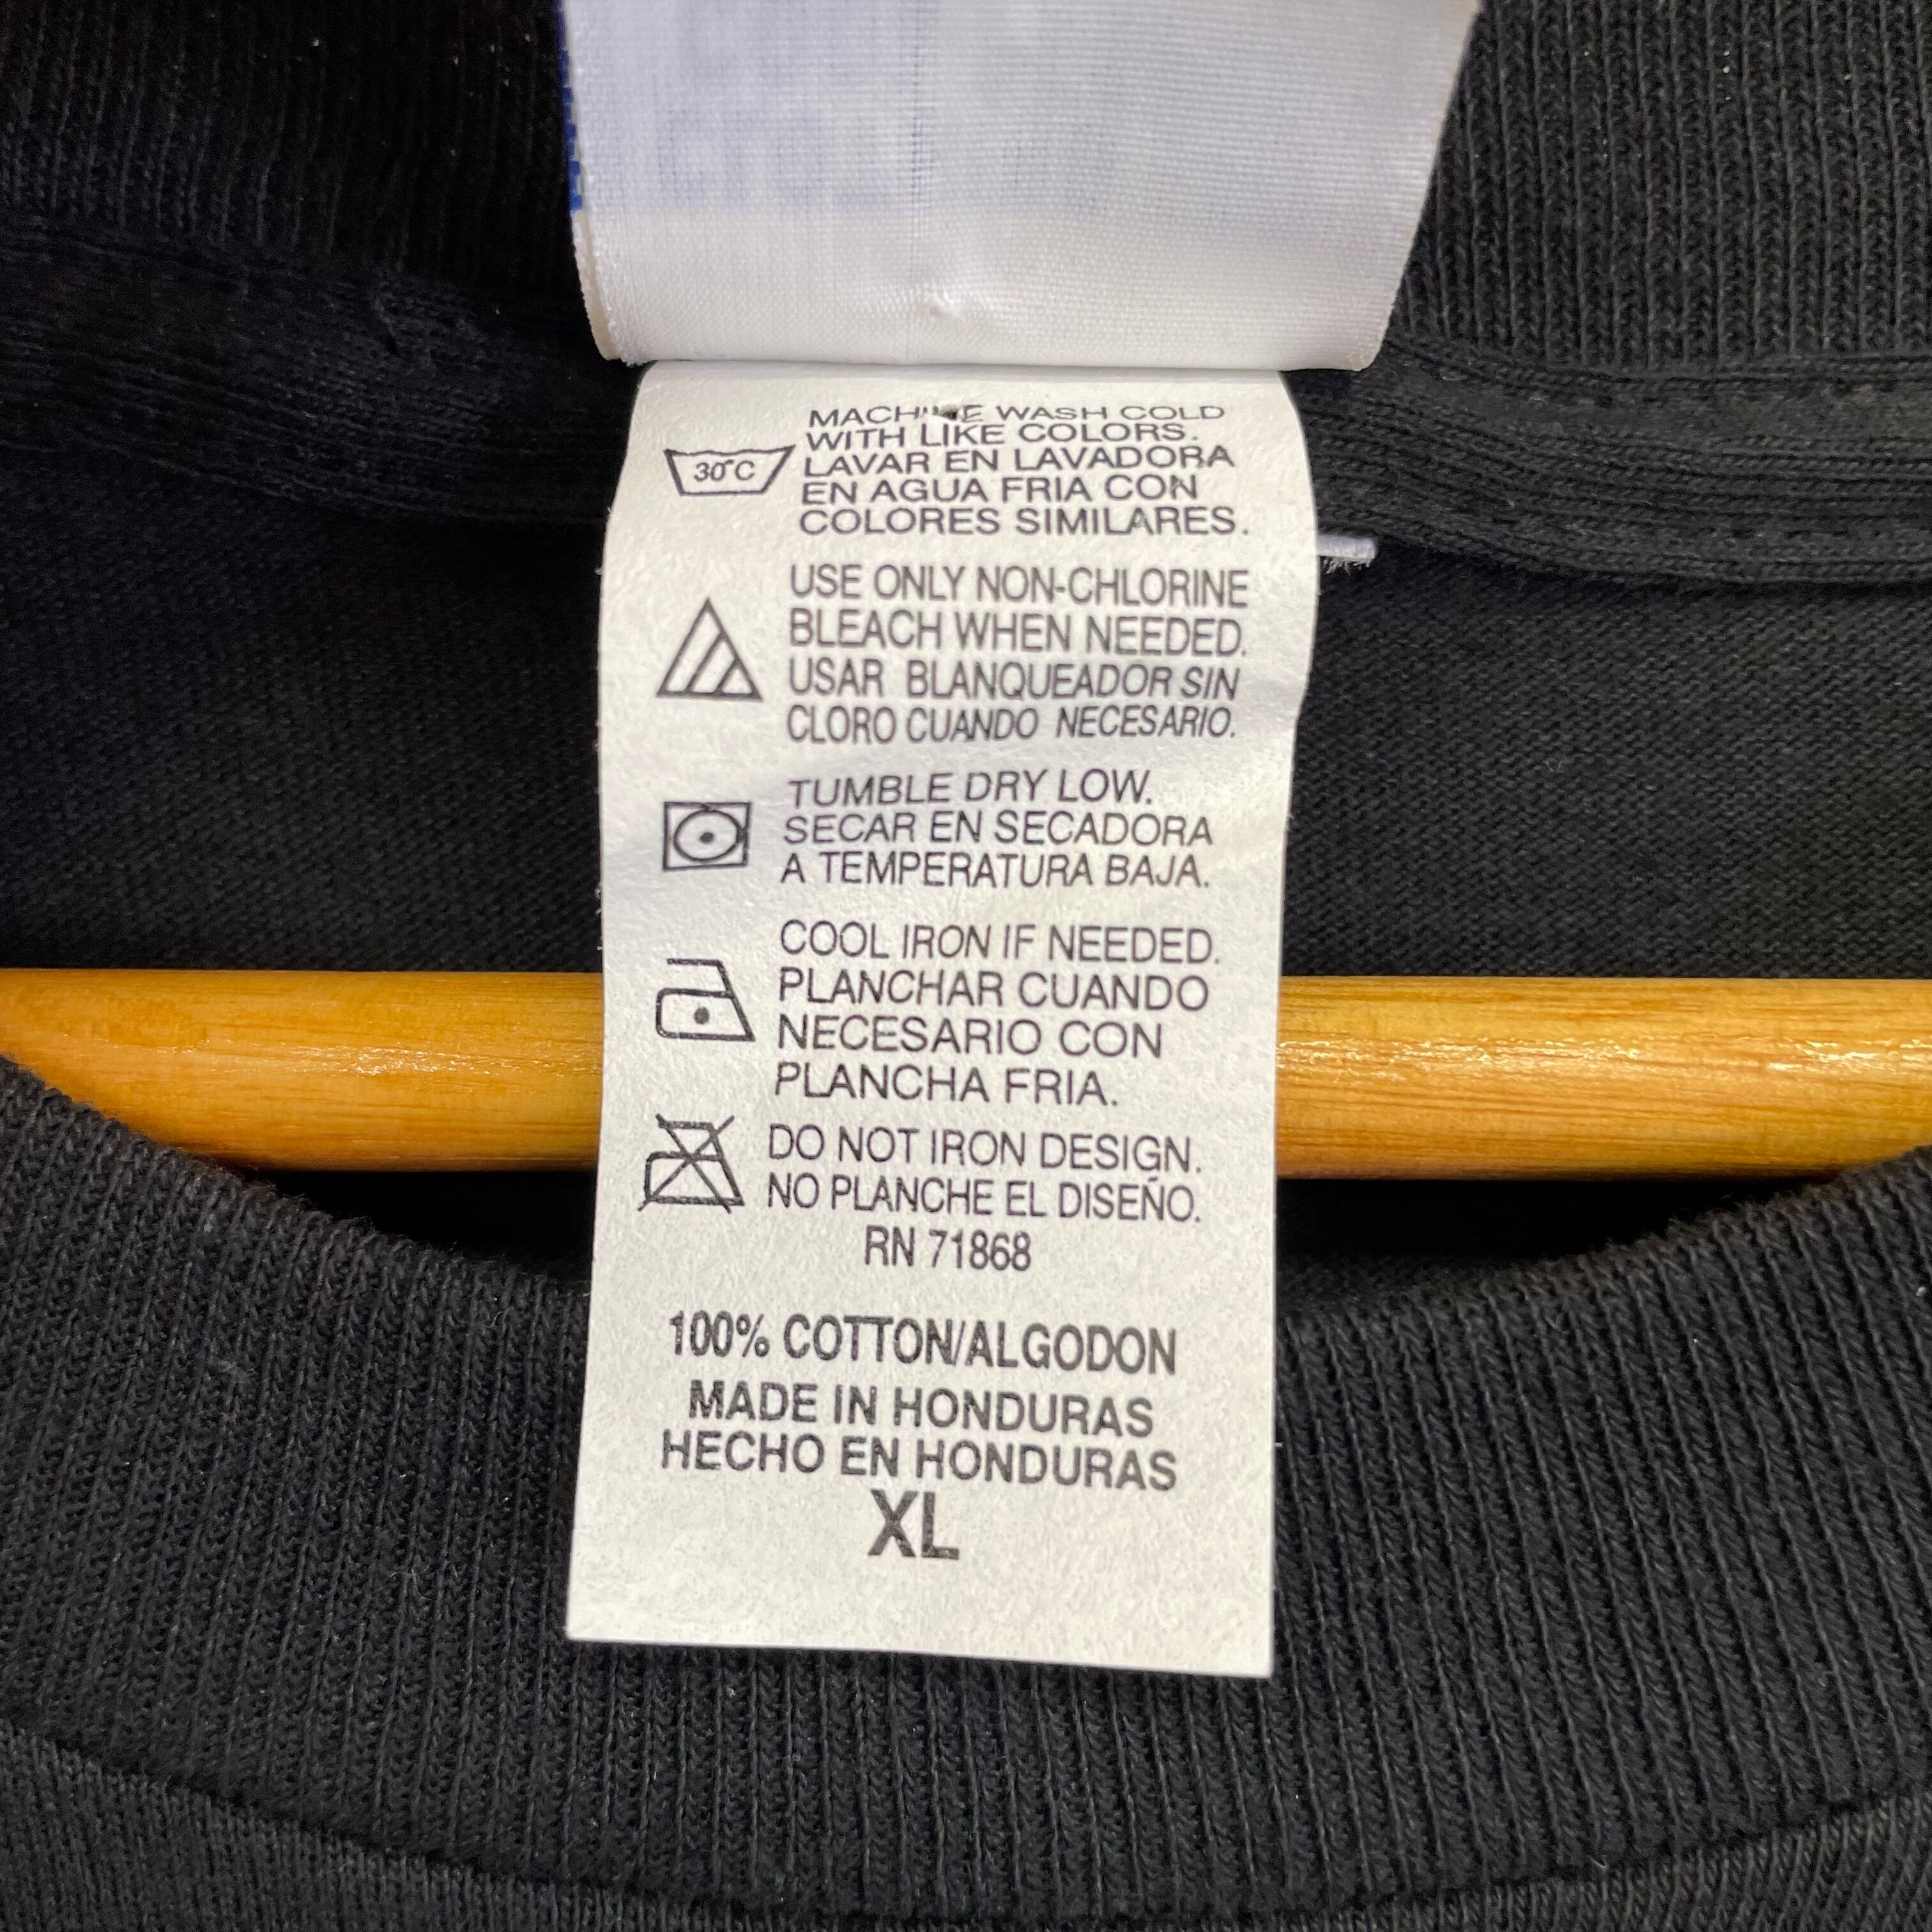 MACHINE WASH COLD
WITH LIKE COLORS.
30°C
LAVAR EN LAVADORA
EN AGUA FRIA CON
COLORES SIMILARES.
USE ONLY NON-CHLORINE
BLEACH WHEN NEEDED.
USAR BLANQUEADOR SIN
CLORO CUANDO NECESARIO.
TUMBLE DRY LOW.
SECAR EN SECADORA
A TEMPERATURA BAJA.
COOL IRON IF NEEDED.
PLANCHAR CUANDO
NECESARIO CON
PLANCHA FRIA.
DO NOT IRON DESIGN.
NO PLANCHE EL DISEÑO.
RN 71868
100% COTTON/ALGODON
MADE IN HONDURAS
HECHO EN HONDURAS
XL